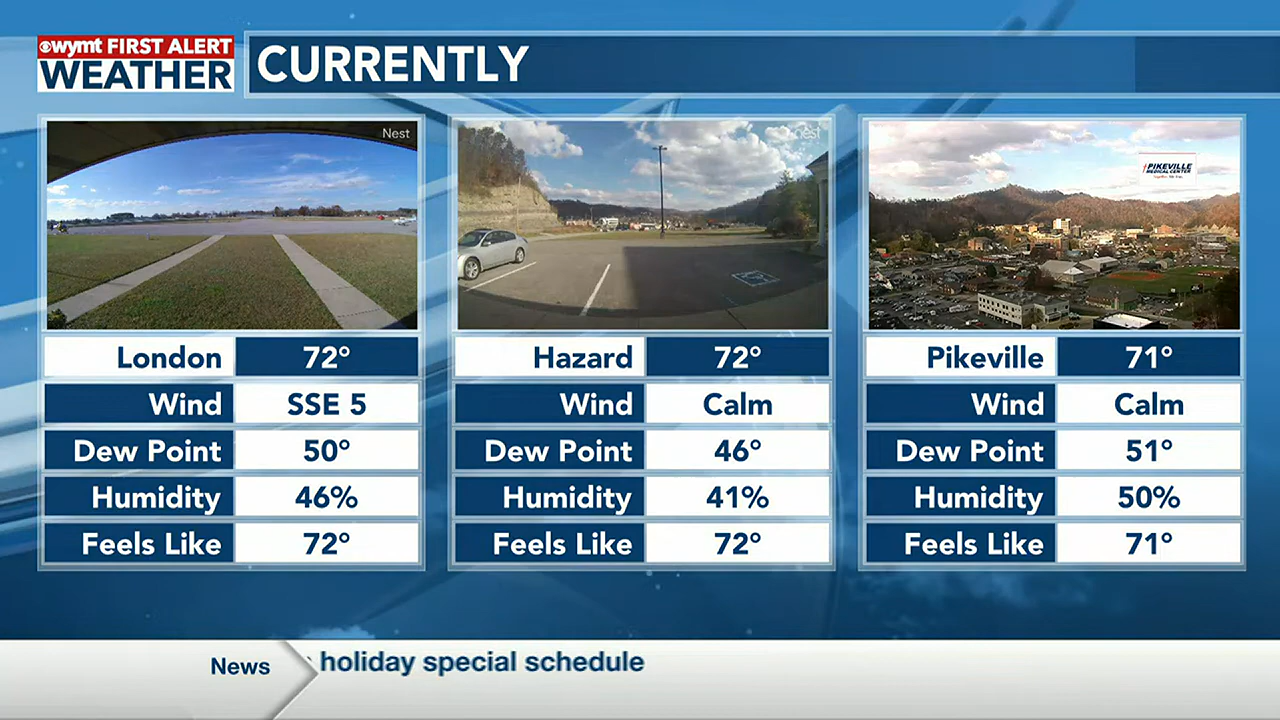 wymt FIRST ALERT
WEATHER
CURRENTLY
Nest
nest
PIKEVILLE
MEDICAL CENTER
London 72°
Wind SSE 5
Dew Point 50°
Humidity 46%
Feels Like 72°
Hazard 72°
Wind Calm
Dew Point 46°
Humidity 41%
Feels Like 72°
Pikeville 71°
Wind Calm
Dew Point 51°
Humidity 50%
Feels Like 71°
News holiday special schedule